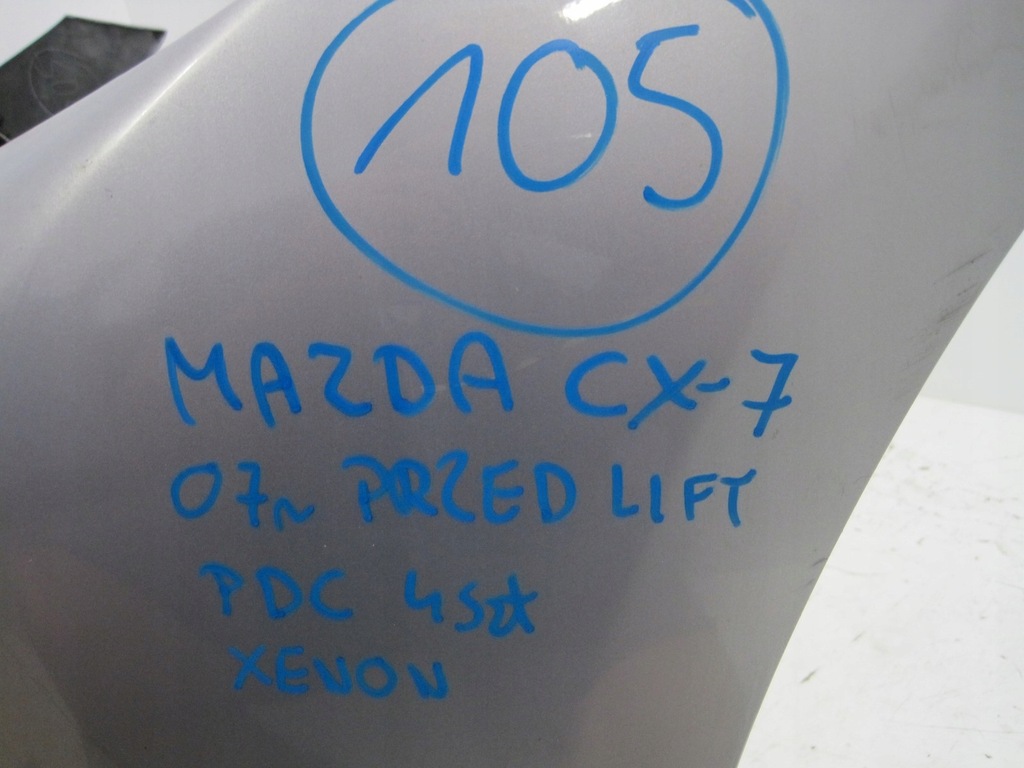 105
MAZDA CX-7
07r PRZED LIFT
PDC 4szt
XENON